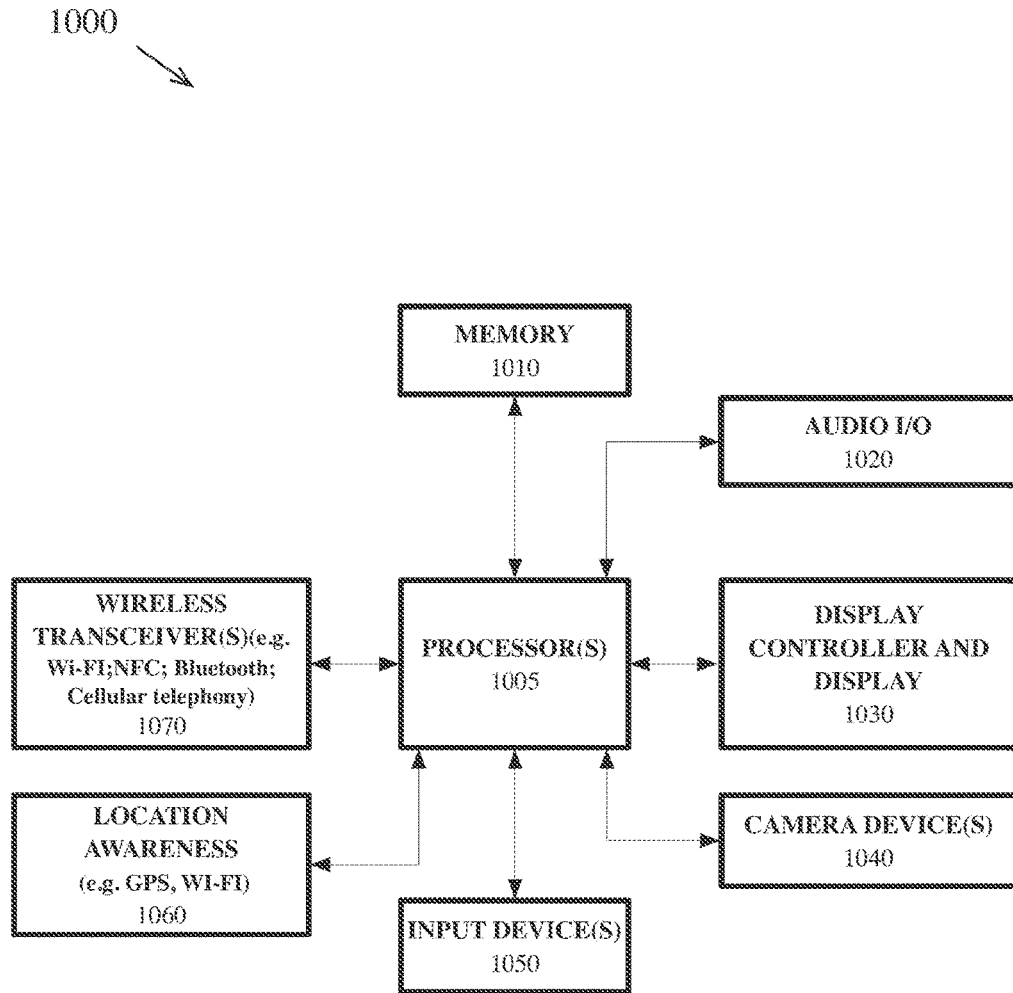 1000
MEMORY
1010
AUDIO I/O
1020
WIRELESS
TRANSCEIVER(S)(e.g.
Wi-FI;NFC; Bluetooth;
Cellular telephony)
1070
PROCESSOR(S)
1005
DISPLAY
CONTROLLER AND
DISPLAY
1030
LOCATION
AWARENESS
(e.g. GPS, WI-FI)
1060
CAMERA DEVICE(S)
1040
INPUT DEVICE(S)
1050